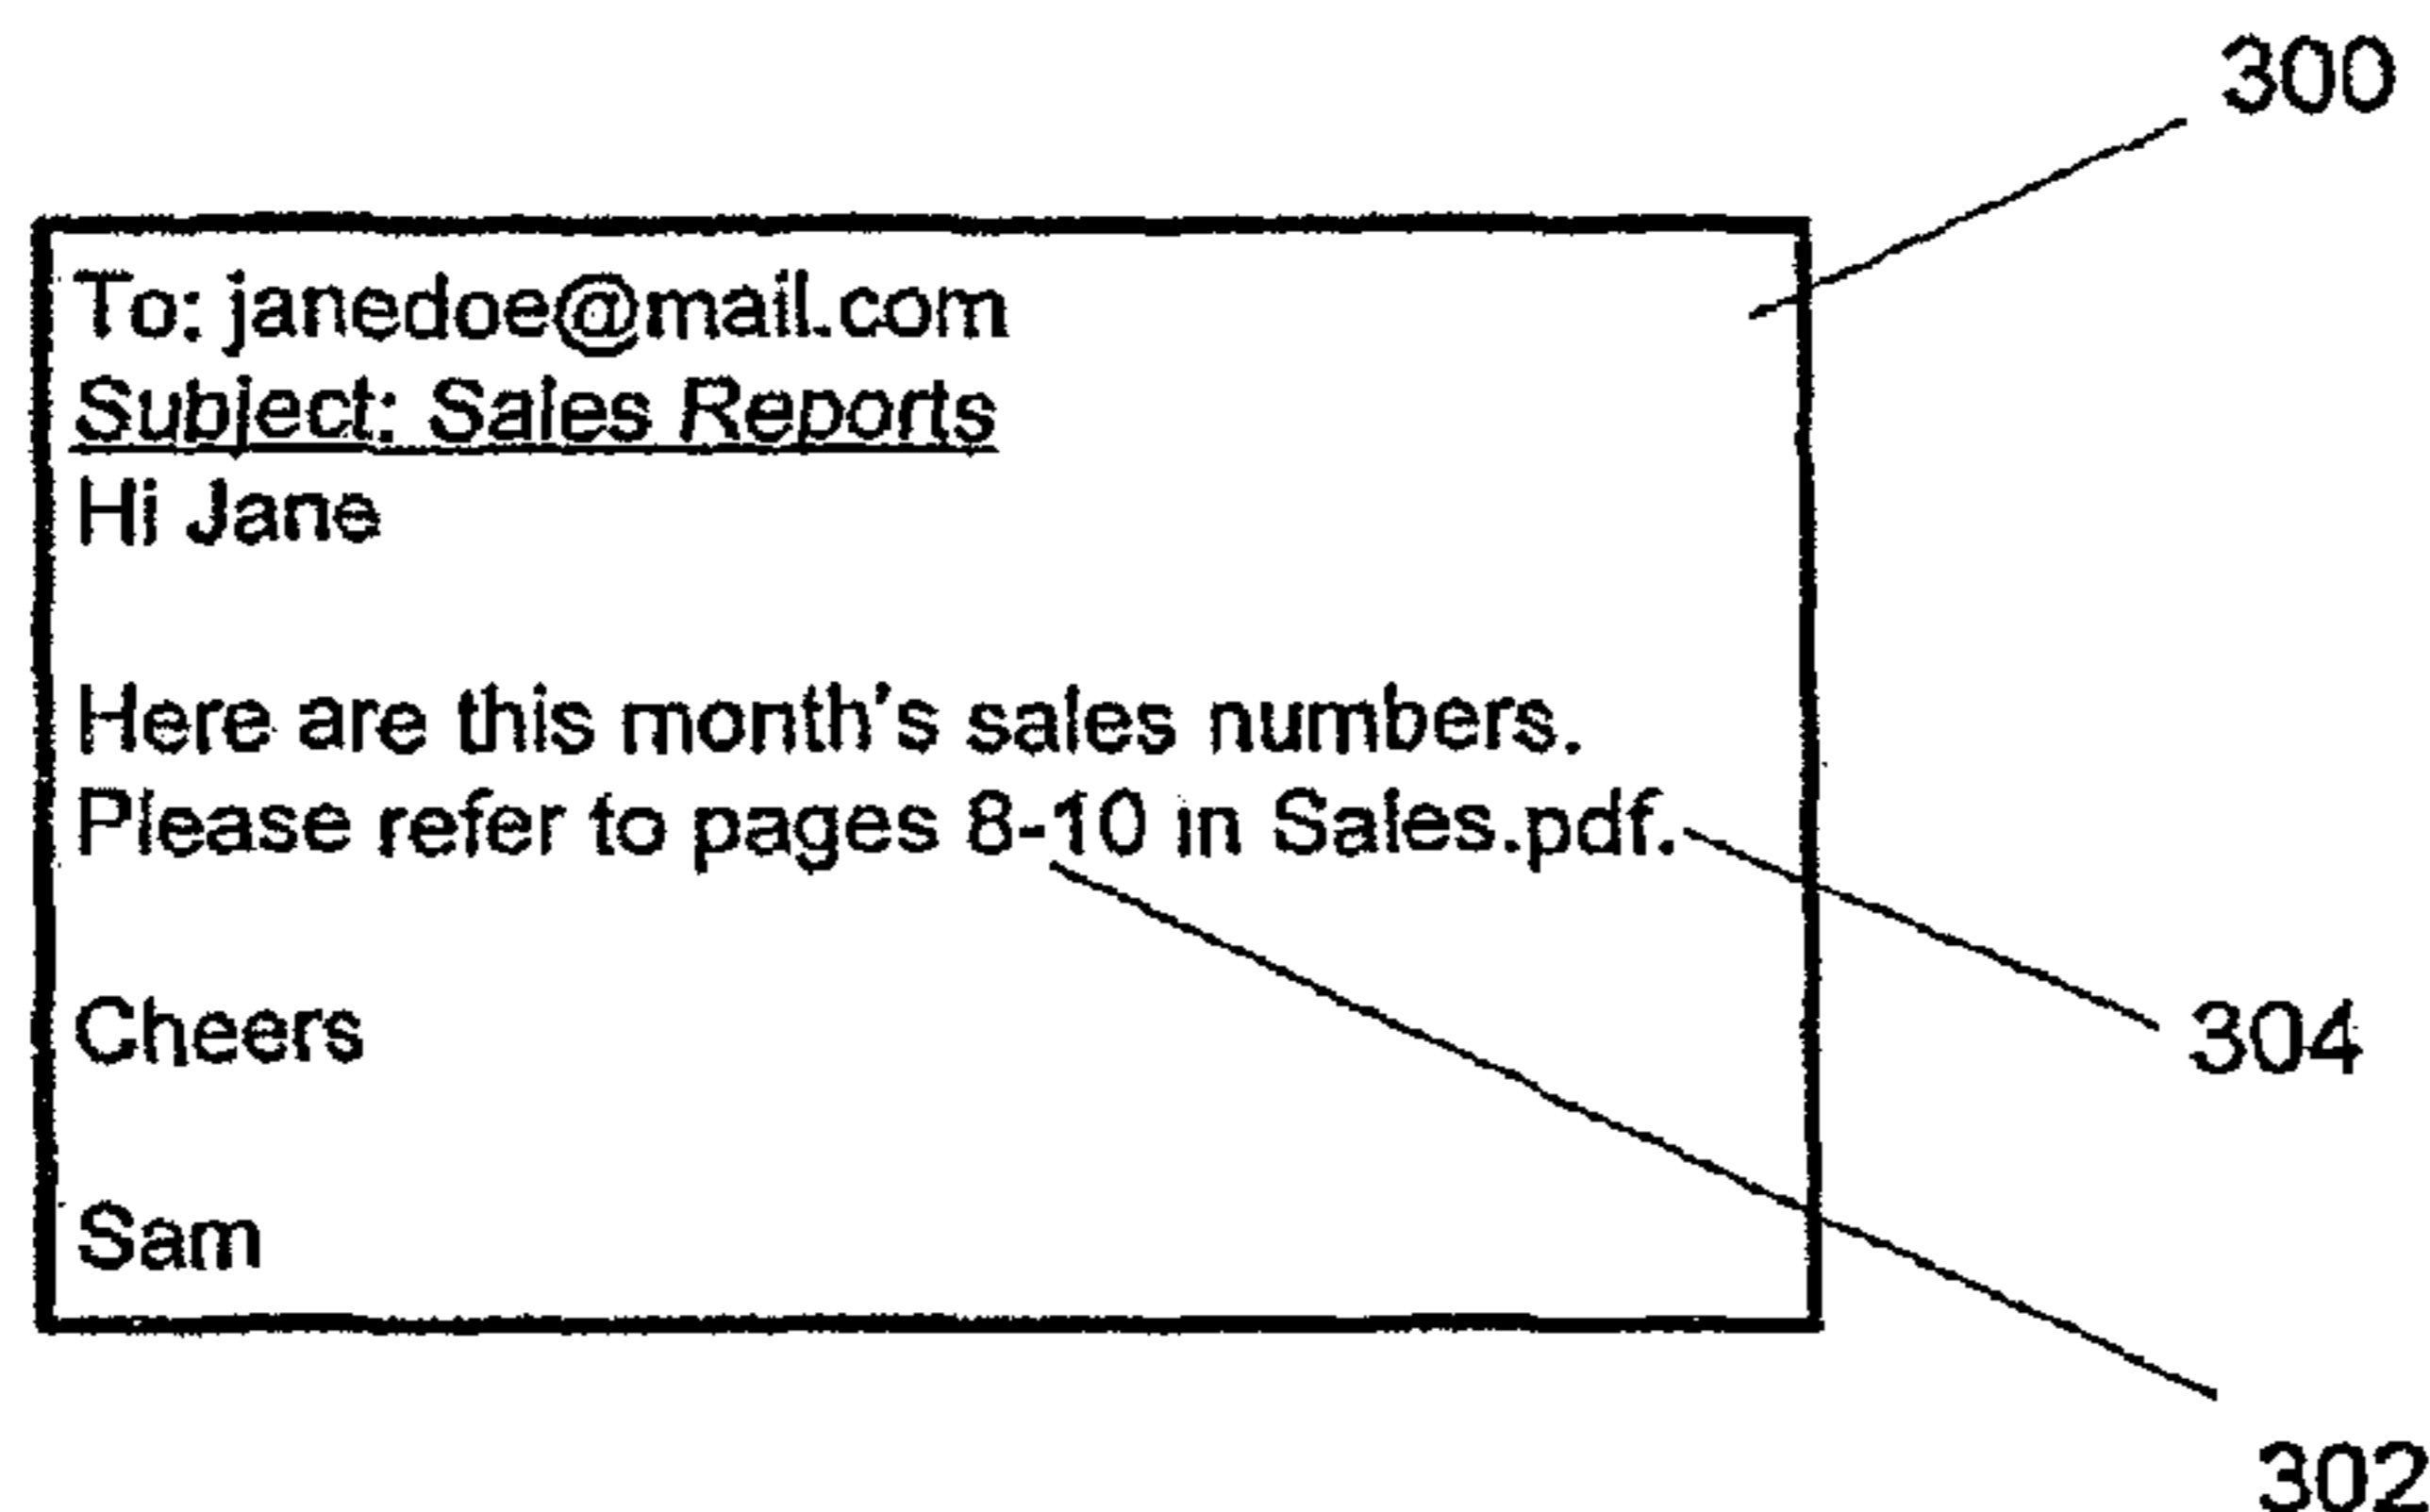 300
To: janedoe@mail.com
Subject: Sales Reports
Hi Jane
Here are this month's sales numbers.
Please refer to pages 8-10 in Sales.pdf.
Cheers
304
Sam
302